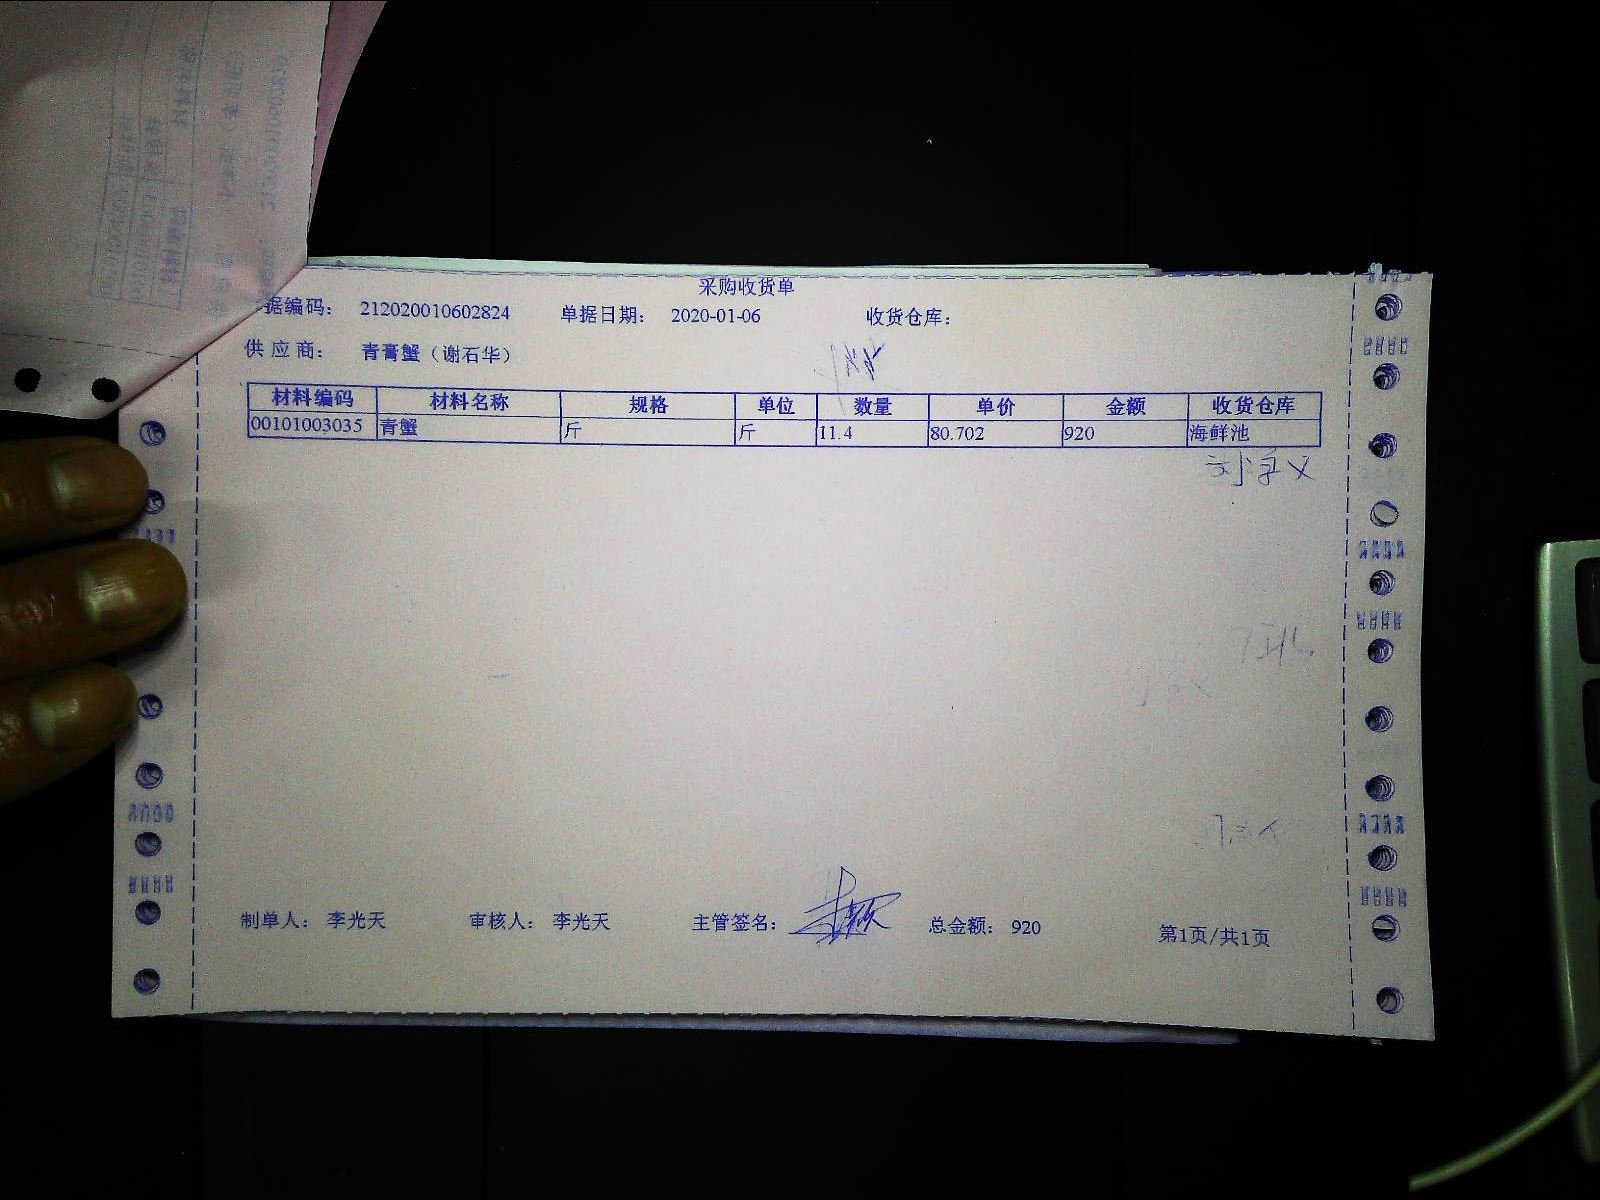 采购收货单
据编码： 212020010602824 单据日期： 2020-01-06 收货仓库：
供 应 商： 青膏蟹（谢石华）
材料编码 材料名称 规格 单位 数量 单价 金额 收货仓库
00101003035 青蟹 斤 斤 11.4 80.702 920 海鲜池
制单人： 李光天 审核人： 李光天 主管签名： 总金额： 920 第1页/共1页